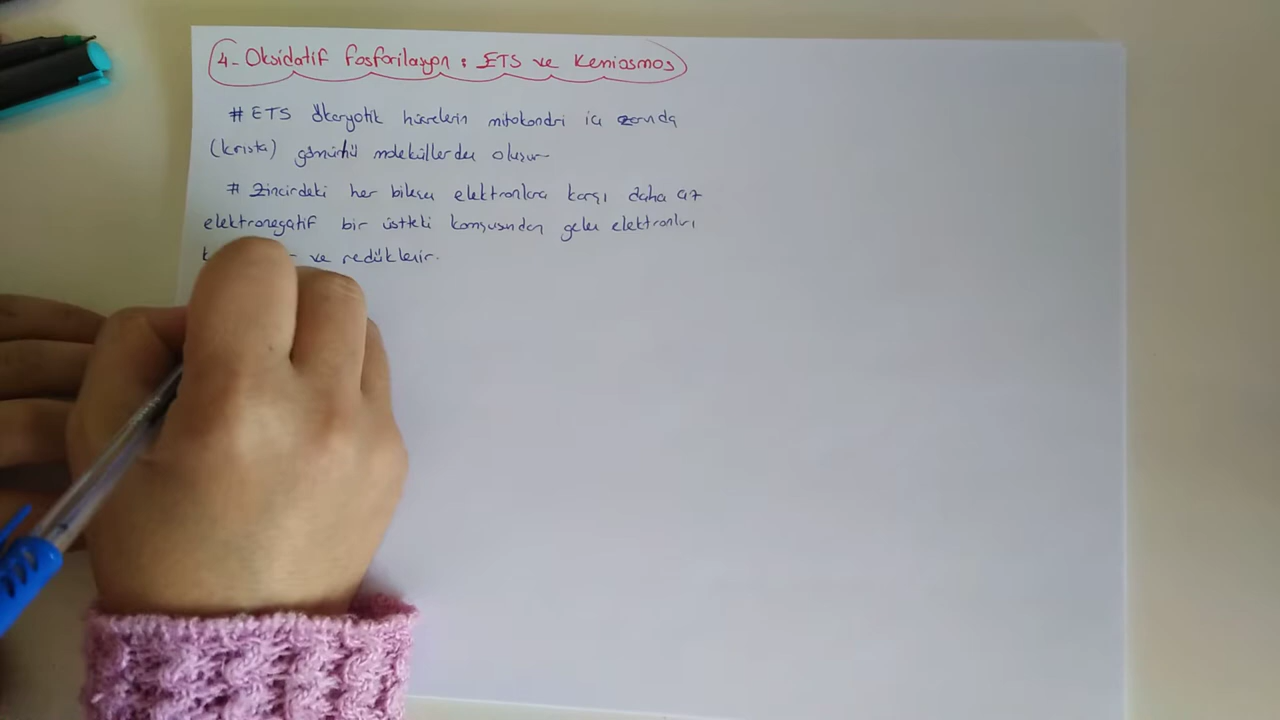 4- Oksidatif fosforilasyon : ETS ve Kemiosmos
# ETS Ökaryotik hücrelerin mitokondri iç zarında
(krista) gömülü moleküllerden oluşur
# Zincirdeki her bileşen elektronlara karşı daha az
elektronegatif bir üstteki komşusundan gelen elektronları
ve redüklenir.